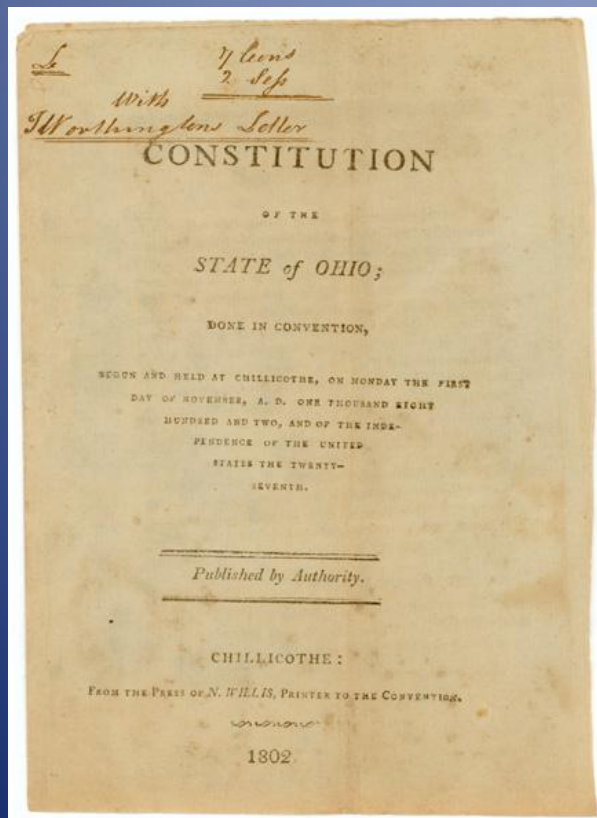 Le
7 Cons
2 Sess
With
TWorthingtons Letter
CONSTITUTION
OF THE
STATE of OHIO;
DONE IN CONVENTION,
BEGUN AND HELD AT CHILLICOTHE, ON MONDAY THE FIRST
DAY OF NOVEMBER, A. D. ONE THOUSAND EIGHT
HUNDRED AND TWO, AND OF THE INDE-
PENDENCE OF THE UNITED
STATES THE TWENTY-
SEVENTH.
Published by Authority.
CHILLICOTHE:
FROM THE PRESS OF N. WILLIS, PRINTER TO THE CONVENTION.
1802